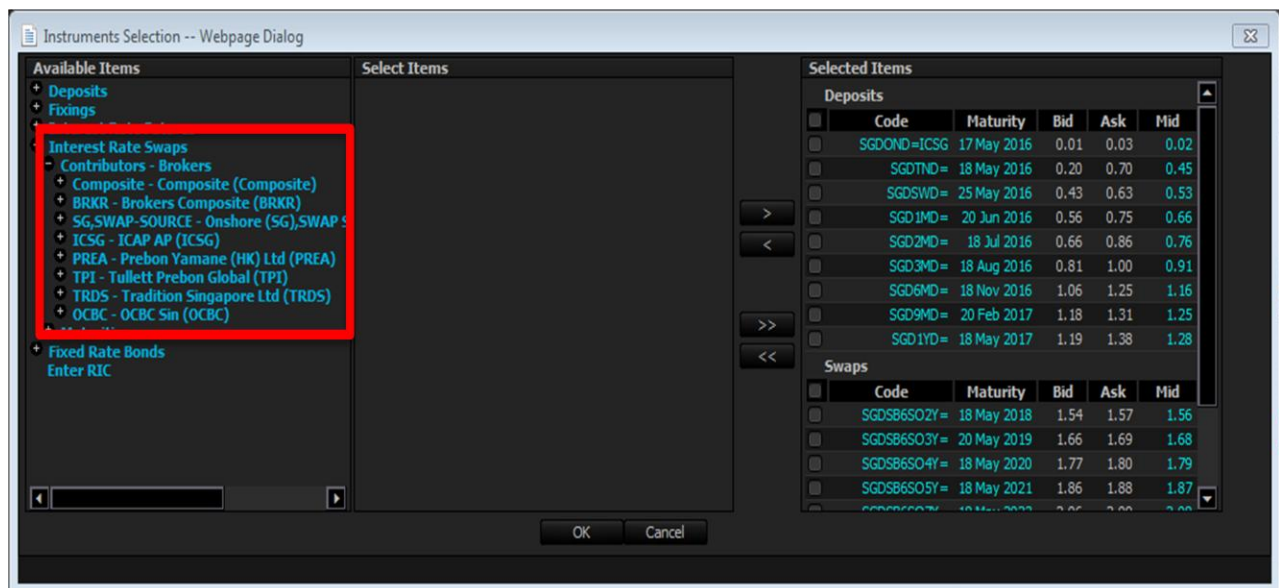 Instruments Selection -- Webpage Dialog
Available Items
Deposits
Fixings
Interest Rate Swaps
Contributors - Brokers
Composite - Composite (Composite)
BRKR - Brokers Composite (BRKR)
SG,SWAP-SOURCE - Onshore (SG),SWAP
ICSG - ICAP AP (ICSG)
PREA - Prebon Yamane (HK) Ltd (PREA)
TPI - Tullett Prebon Global (TPI)
TRDS - Tradition Singapore Ltd (TRDS)
OCBC - OCBC Sin (OCBC)
Fixed Rate Bonds
Enter RIC
Select Items
>
<
>>
<<
Selected Items
Deposits
Code Maturity Bid Ask Mid
SGDOND=ICSG 17 May 2016 0.01 0.03 0.02
SGDTND= 18 May 2016 0.20 0.70 0.45
SGDSWD= 25 May 2016 0.43 0.63 0.53
SGD1MD= 20 Jun 2016 0.56 0.75 0.66
SGD2MD= 18 Jul 2016 0.66 0.86 0.76
SGD3MD= 18 Aug 2016 0.81 1.00 0.91
SGD6MD= 18 Nov 2016 1.06 1.25 1.16
SGD9MD= 20 Feb 2017 1.18 1.31 1.25
SGD1YD= 18 May 2017 1.19 1.38 1.28
Swaps
Code Maturity Bid Ask Mid
SGDSB6SO2Y= 18 May 2018 1.54 1.57 1.56
SGDSB6SO3Y= 20 May 2019 1.66 1.69 1.68
SGDSB6SO4Y= 18 May 2020 1.77 1.80 1.79
SGDSB6SO5Y= 18 May 2021 1.86 1.88 1.87
OK Cancel